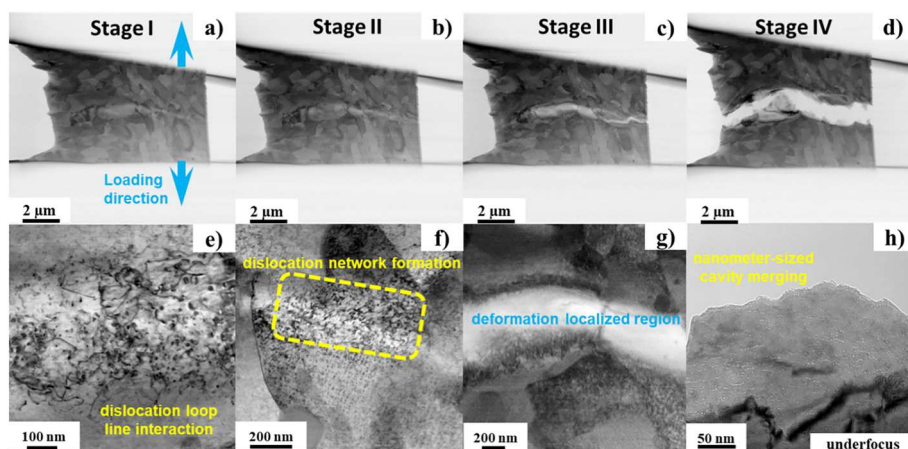 Stage I
a)
Stage II
b)
Stage III
c)
Stage IV
d)
Loading
direction
2 µm
2 µm
2 µm
2 µm
e)
dislocation loop
line interaction
100 nm
f)
dislocation network formation
200 nm
g)
deformation localized region
200 nm
h)
nanometer-sized
cavity merging
50 nm
underfocus